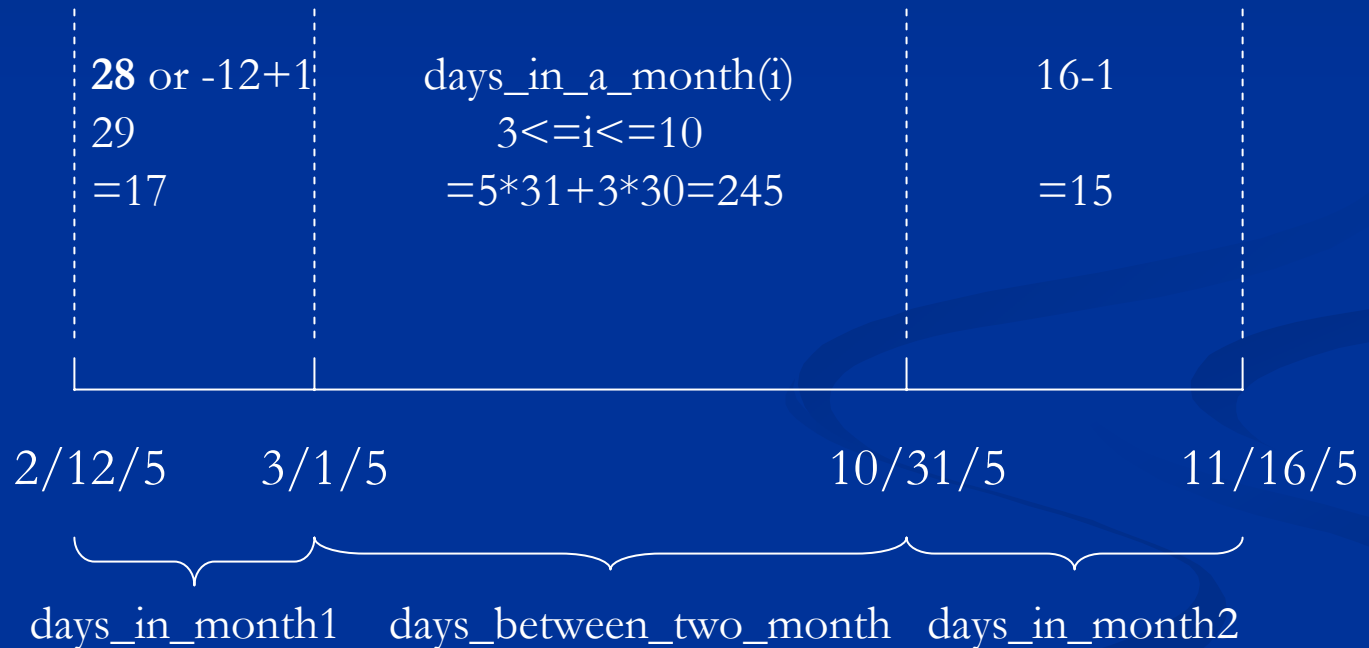 28 or -12+1
29
=17
days_in_a_month(i)
3<=i<=10
=5*31+3*30=245
16-1
=15
2/12/5 3/1/5 10/31/5 11/16/5
days_in_month1 days_between_two_month days_in_month2